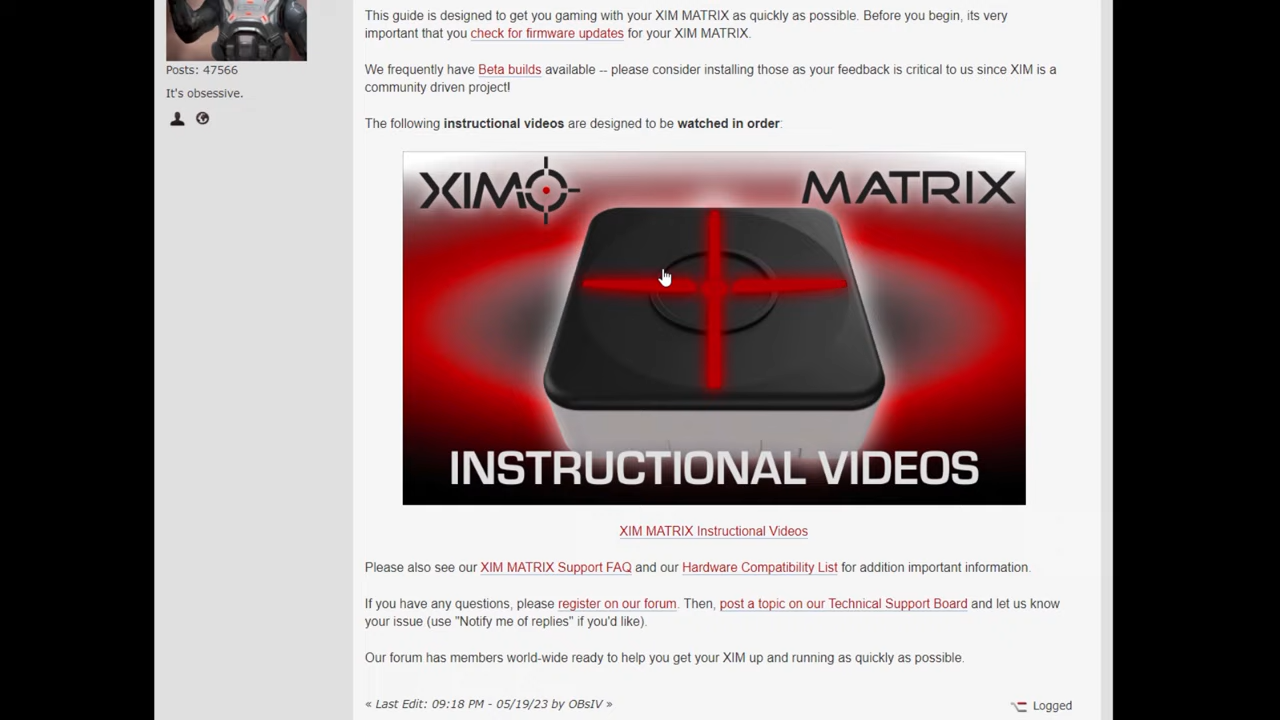 This guide is designed to get you gaming with your XIM MATRIX as quickly as possible. Before you begin, its very
important that you check for firmware updates for your XIM MATRIX.
Posts: 47566
We frequently have Beta builds available -- please consider installing those as your feedback is critical to us since XIM is a
community driven project!
It's obsessive.
The following instructional videos are designed to be watched in order:
XIM MATRIX
INSTRUCTIONAL VIDEOS
XIM MATRIX Instructional Videos
Please also see our XIM MATRIX Support FAQ and our Hardware Compatibility List for addition important information.
If you have any questions, please register on our forum. Then, post a topic on our Technical Support Board and let us know
your issue (use "Notify me of replies" if you'd like).
Our forum has members world-wide ready to help you get your XIM up and running as quickly as possible.
« Last Edit: 09:18 PM - 05/19/23 by OBsIV »
Logged